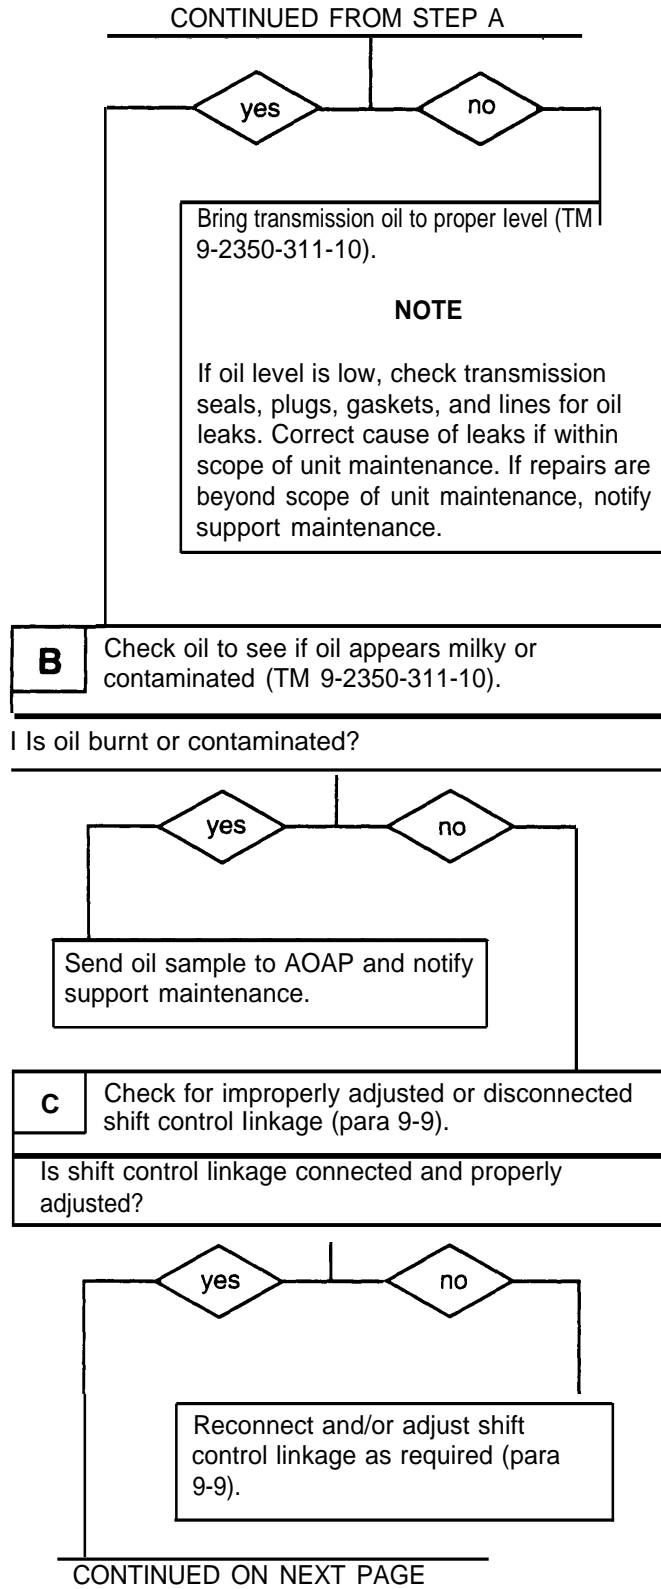 CONTINUED FROM STEP A
yes
no
Bring transmission oil to proper level (TM
9-2350-311-10).
NOTE
If oil level is low, check transmission
seals, plugs, gaskets, and lines for oil
leaks. Correct cause of leaks if within
scope of unit maintenance. If repairs are
beyond scope of unit maintenance, notify
support maintenance.
B
Check oil to see if oil appears milky or
contaminated (TM 9-2350-311-10).
I Is oil burnt or contaminated?
yes
no
Send oil sample to AOAP and notify
support maintenance.
C
Check for improperly adjusted or disconnected
shift control linkage (para 9-9).
Is shift control linkage connected and properly
adjusted?
yes
no
Reconnect and/or adjust shift
control linkage as required (para
9-9).
CONTINUED ON NEXT PAGE